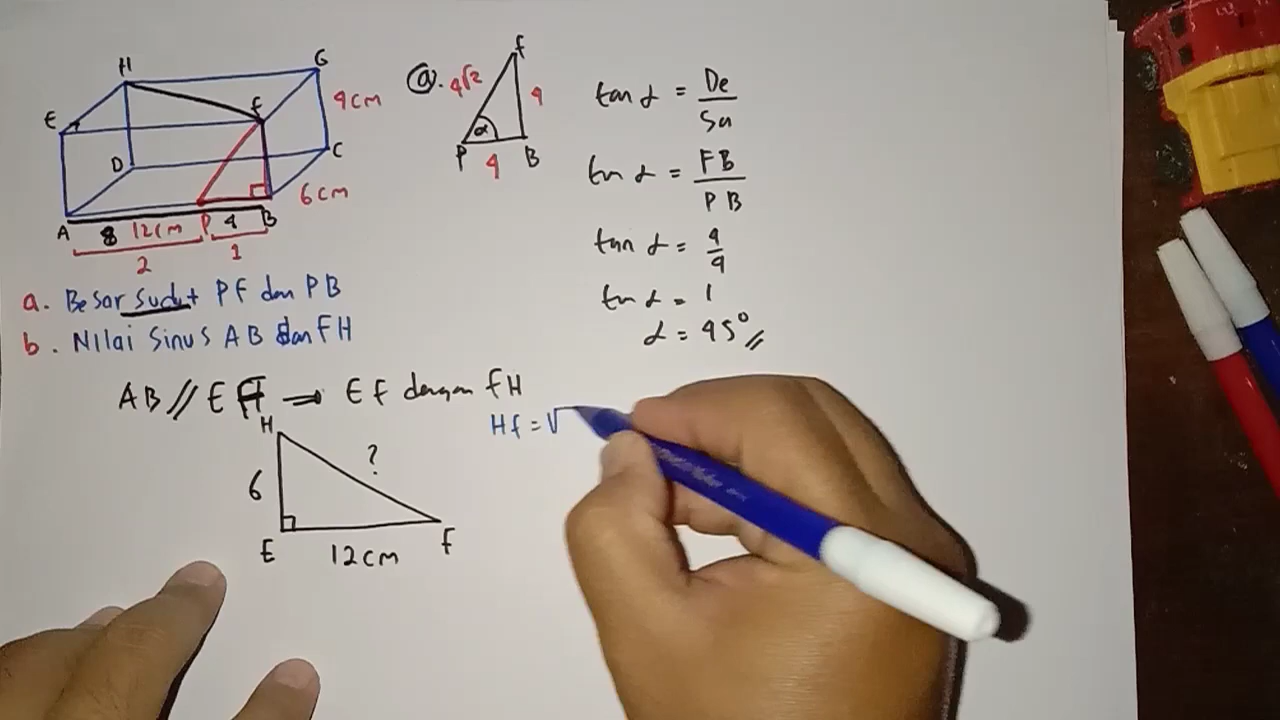 H
G
E
F
4cm
D
C
6cm
A
8 12cm P 4 B
2
1
a. Besar sudut PF dan PB
b. Nilai Sinus AB dan FH
AB // EF → EF dengan FH
H
6
?
E
12cm
F
Hf = √
a.
4√2
f
4
α
P
4
B
tan α = De
Sa
tan α = FB
PB
tan α = 4
4
tan α = 1
α = 45°//